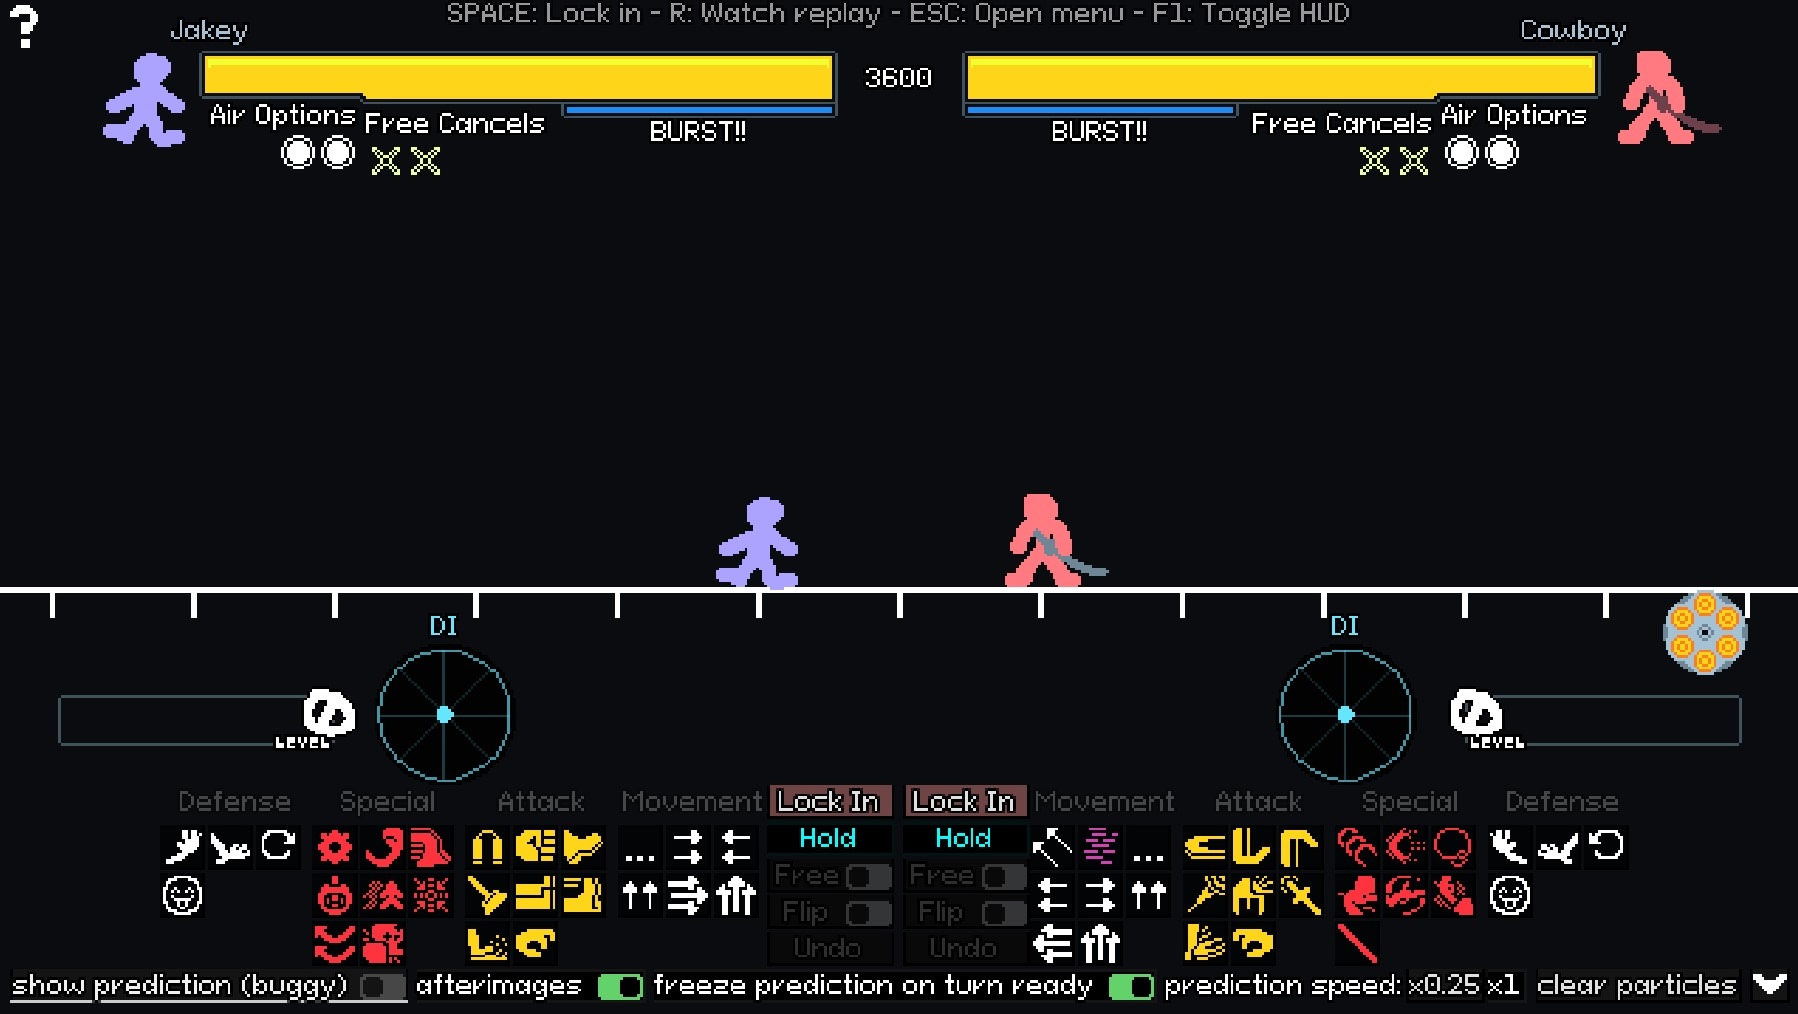 SPACE: Lock in - R: Watch replay - ESC: Open menu - F1: Toggle HUD
?
Jakey
Cowboy
3600
Air Options
Free Cancels
BURST!!
BURST!!
Free Cancels
Air Options
DI
DI
LEVEL
LEVEL
Defense Special Attack Movement Lock In Lock In Movement Attack Special Defense
Hold Hold
Free Free
Flip Flip
Undo Undo
show prediction (buggy) afterimages freeze prediction on turn ready prediction speed: x0.25 x1 clear particles